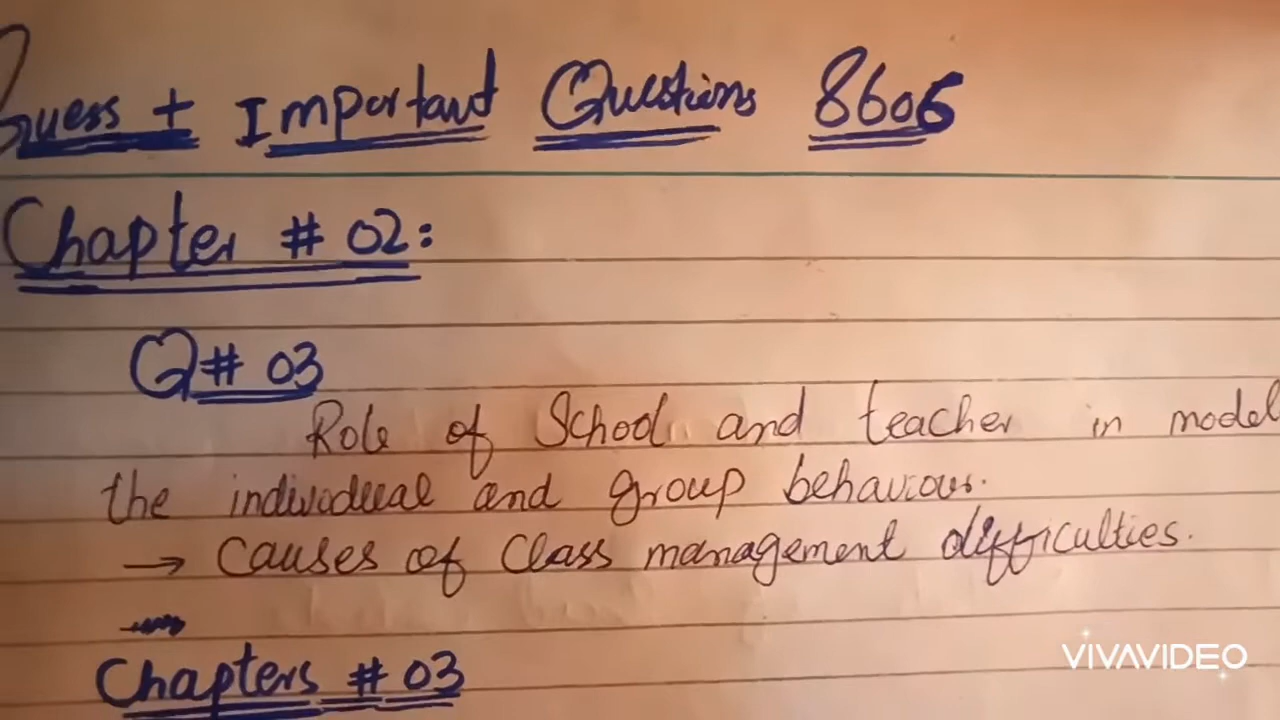 Guess + Important Questions 8606
Chapter # 02:
Q# 03
Role of School and teacher in model
the individual and group behaviour.
→ Causes of Class management difficulties.
Chapters # 03
VIVAVIDEO